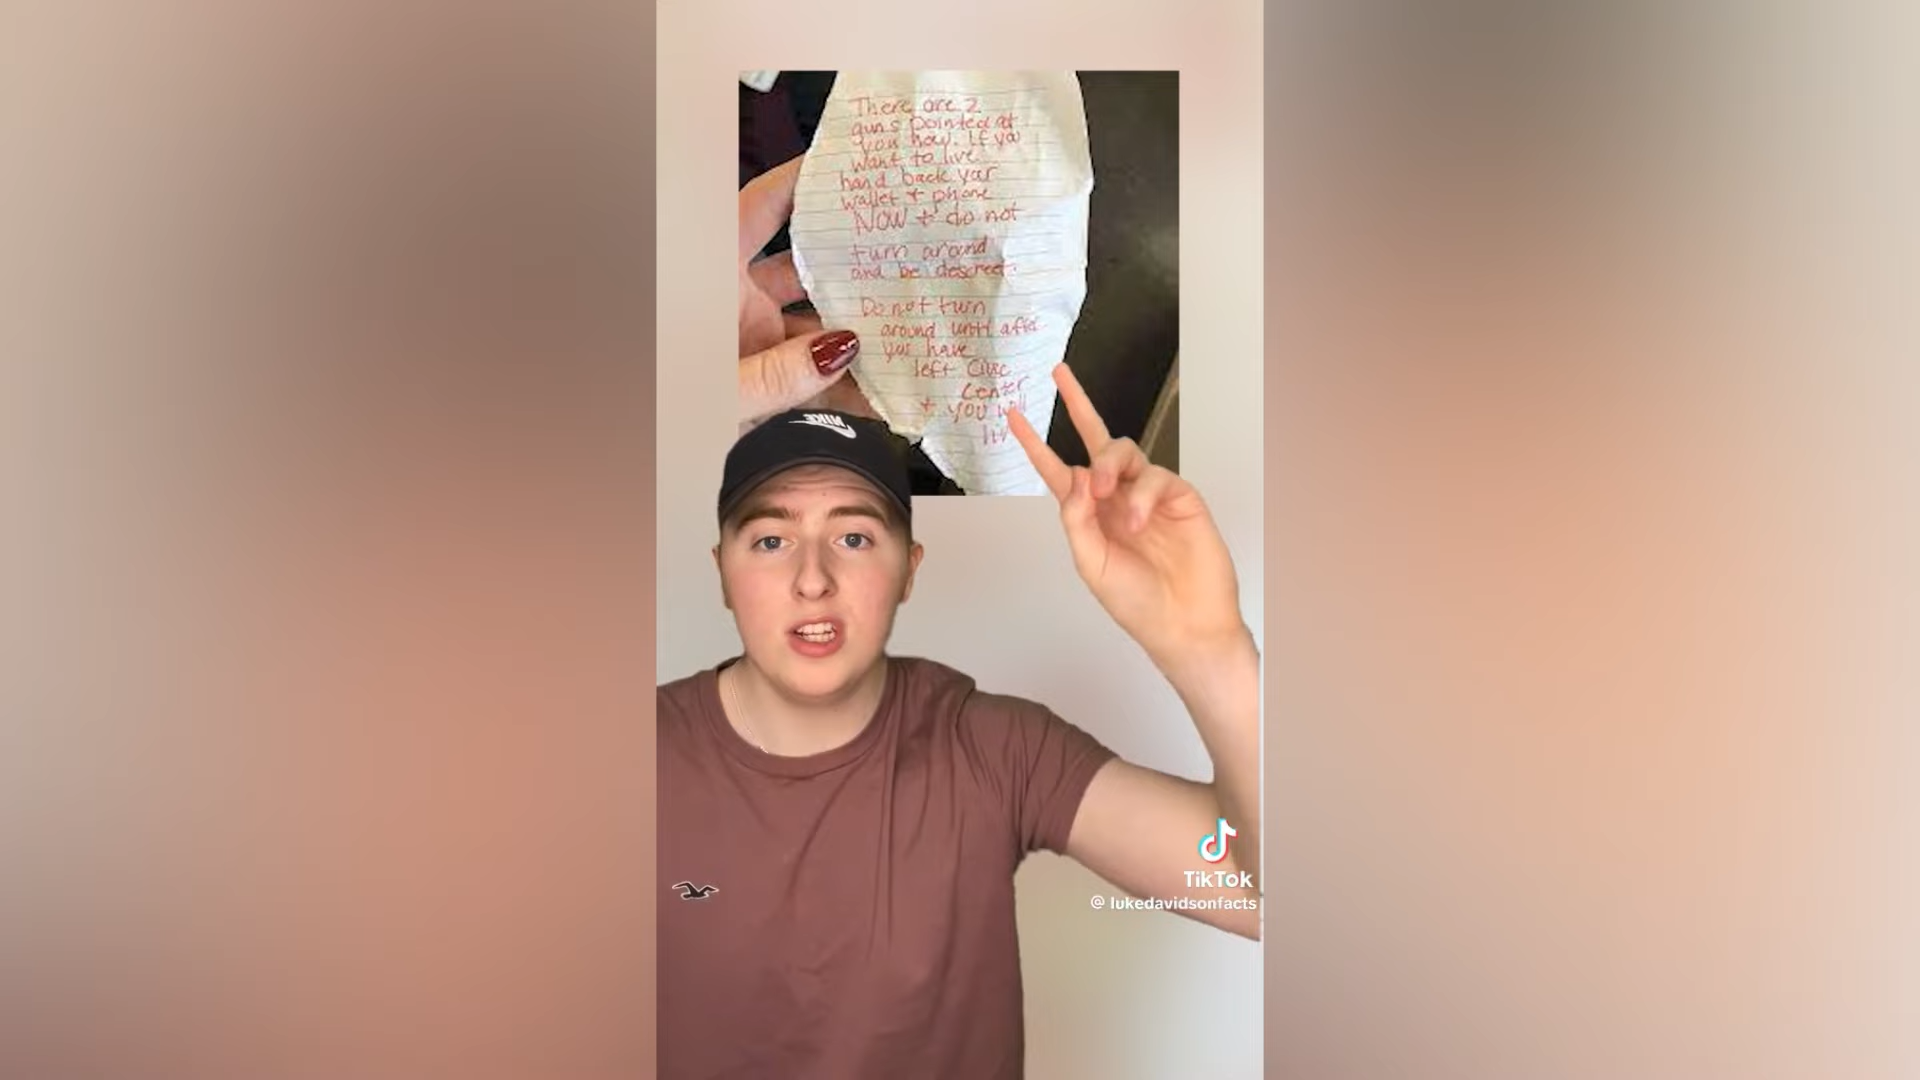 There are 2
guns pointed at
you now. If you
want to live
hand back your
wallet + phone
NOW + do not
turn around
and be descreet.
Do not turn
around until after
you have
left Civic
Center
+ you will
NIKE
TikTok
@ lukedavidsonfacts